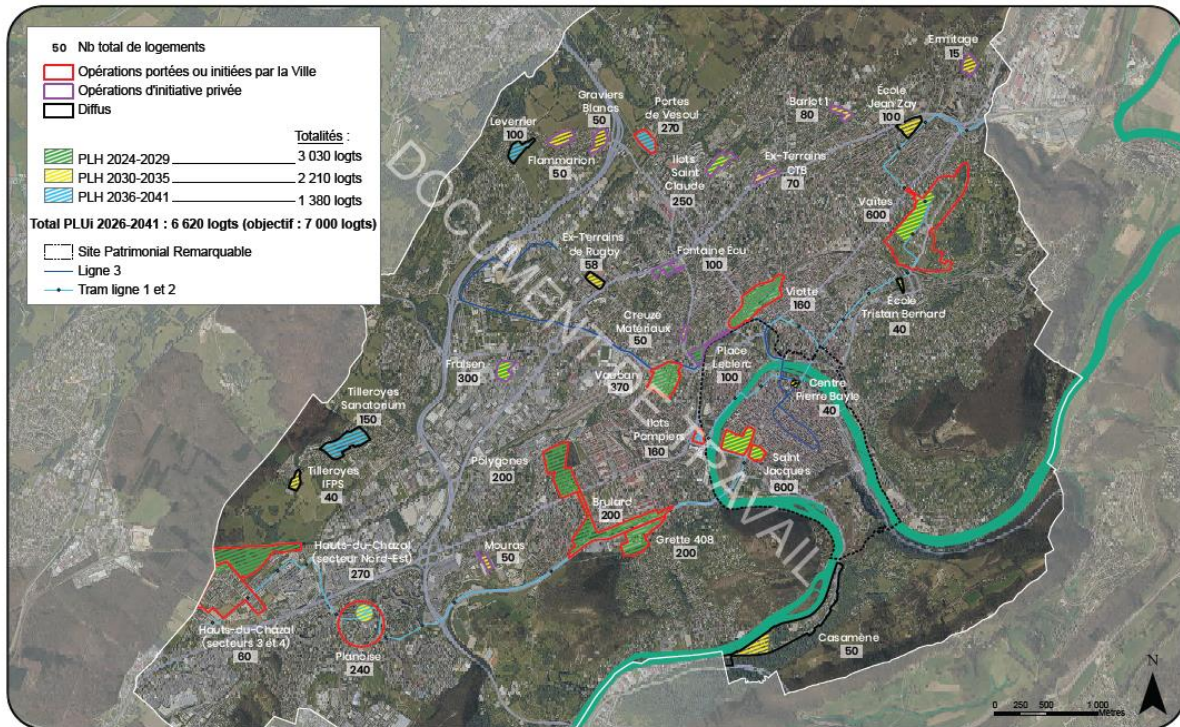 50 Nb total de logements
Opérations portées ou initiées par la Ville
Opérations d'initiative privée
Diffus
Totalités :
PLH 2024-2029 3 030 logts
PLH 2030-2035 2 210 logts
PLH 2036-2041 1 380 logts
Total PLUi 2026-2041 : 6 620 logts (objectif : 7 000 logts)
Site Patrimonial Remarquable
Ligne 3
Tram ligne 1 et 2
DOCUMENT DE TRAVAIL
Ermitage
15
Graviers
Blancs
50
Portes
de Vesoul
270
Barlot 1
80
École
Jean Zay
100
Leverrier
100
Flammarion
50
Ilots
Saint
Claude
250
Ex-Terrains
CTB
70
Vaites
600
Ex-Terrains
de Rugby
58
Fontaine Ecu
100
Viotte
160
École
Tristan Bernard
40
Creuze
Matériaux
50
Place
Leclerc
100
Fraisen
300
Vauban
370
Centre
Pierre Bayle
40
Tilleroyes
Sanatorium
150
Ilots
Pompiers
160
Saint
Jacques
600
Tilleroyes
IFPS
40
Polygones
200
Brulard
200
Grette 408
200
Hauts-du-Chazal
(secteur Nord-Est)
270
Mouras
50
Hauts-du-Chazal
(secteurs 3 et 4)
60
Planoise
240
Casamène
50
N
0 250 500 1 000
Mètres